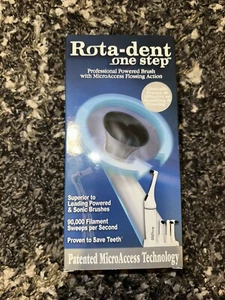 Rota-dent
one step
Professional Powered Brush
with MicroAccess Flossing Action
Superior to
Leading Powered
& Sonic Brushes
90,000 Filament
Sweeps per Second
Proven to Save Teeth
Patented MicroAccess Technology